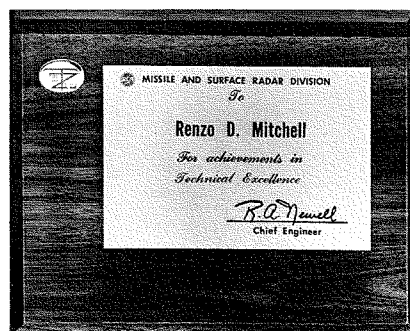 MISSILE AND SURFACE RADAR DIVISION
To
Renzo D. Mitchell
For achievements in
Technical Excellence
R.A. Newell
Chief Engineer